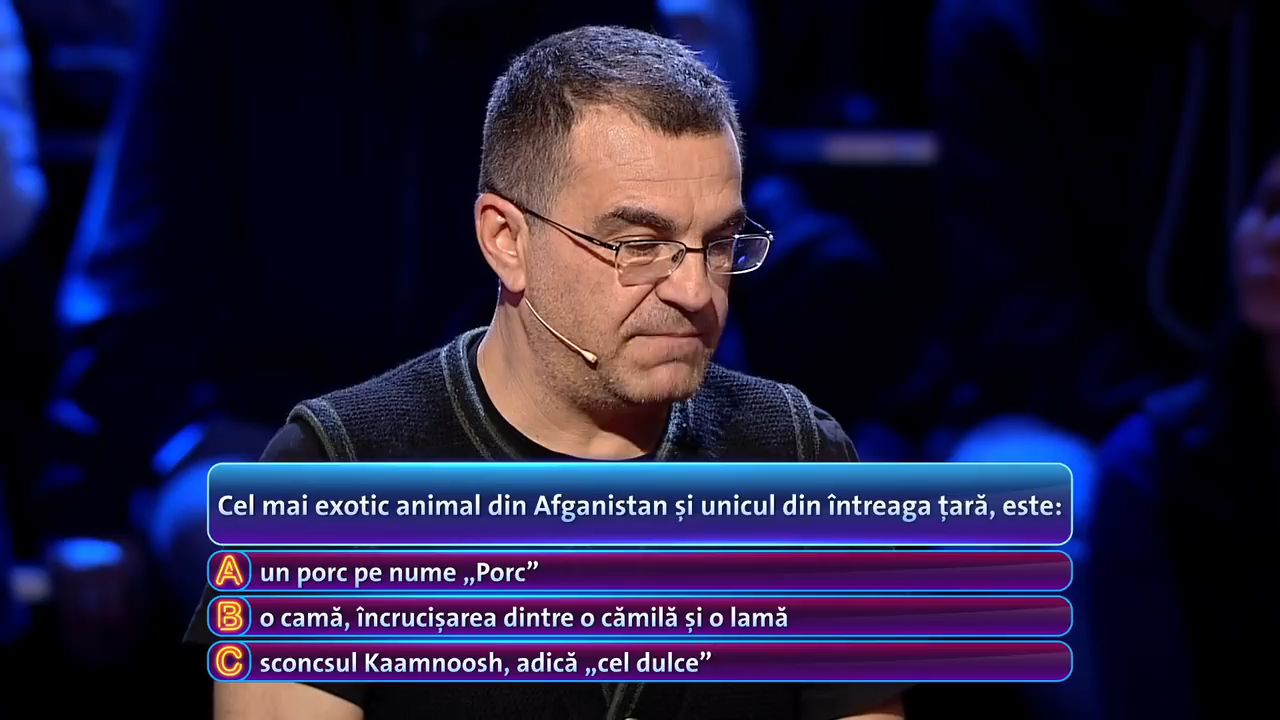 Cel mai exotic animal din Afganistan și unicul din întreaga țară, este:
A un porc pe nume „Porc”
B o camă, încrucișarea dintre o cămilă și o lamă
C sconcsul Kaamnoosh, adică „cel dulce”